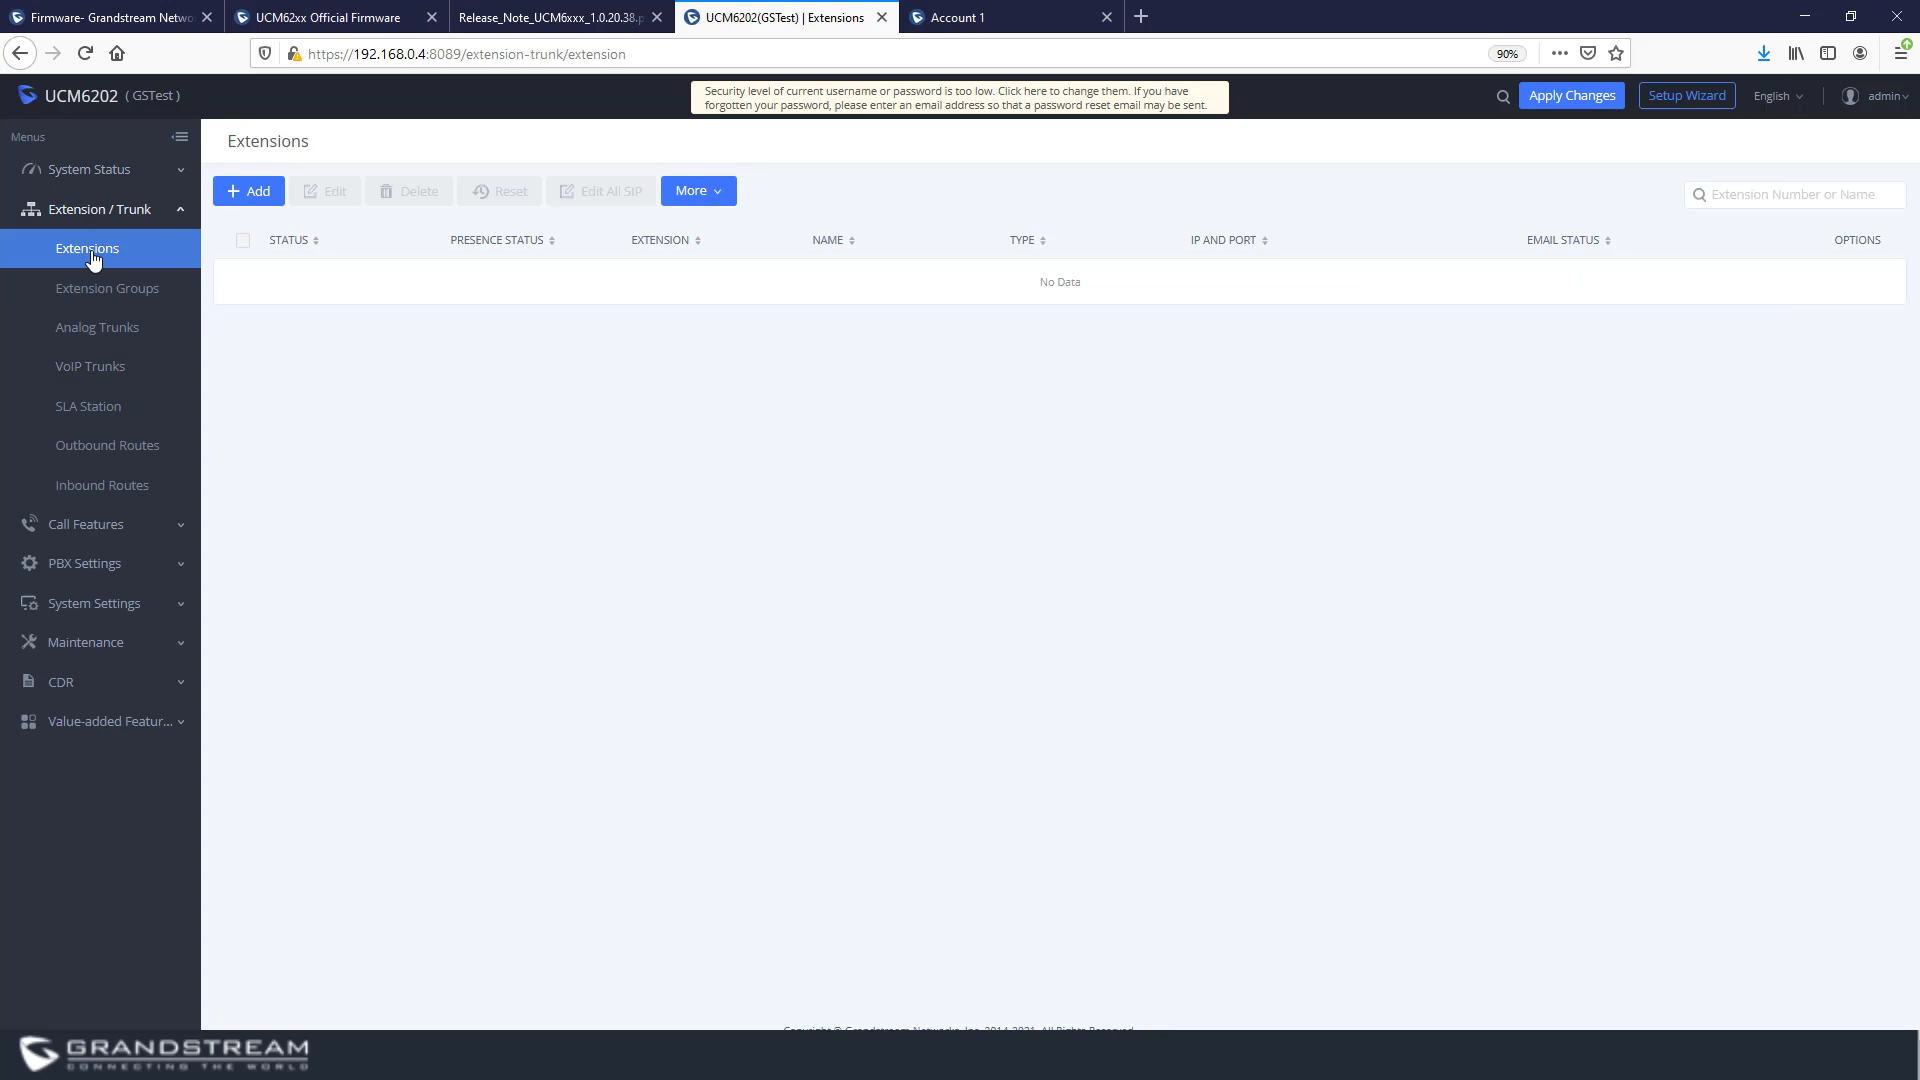 Firmware- Grandstream Netwo
UCM62xx Official Firmware
Release_Note_UCM6xxx_1.0.20.38.p
UCM6202(GSTest) | Extensions
Account 1
https://192.168.0.4:8089/extension-trunk/extension
90%
UCM6202 ( GSTest )
Security level of current username or password is too low. Click here to change them. If you have
forgotten your password, please enter an email address so that a password reset email may be sent.
Apply Changes
Setup Wizard
English
admin
Menus
System Status
Extension / Trunk
Extensions
Extension Groups
Analog Trunks
VoIP Trunks
SLA Station
Outbound Routes
Inbound Routes
Call Features
PBX Settings
System Settings
Maintenance
CDR
Value-added Featur...
Extensions
+ Add
Edit
Delete
Reset
Edit All SIP
More
Extension Number or Name
STATUS PRESENCE STATUS EXTENSION NAME TYPE IP AND PORT EMAIL STATUS OPTIONS
No Data
Copyright © Grandstream Networks, Inc. 2014-2021. All Rights Reserved.
GRANDSTREAM
CONNECTING THE WORLD